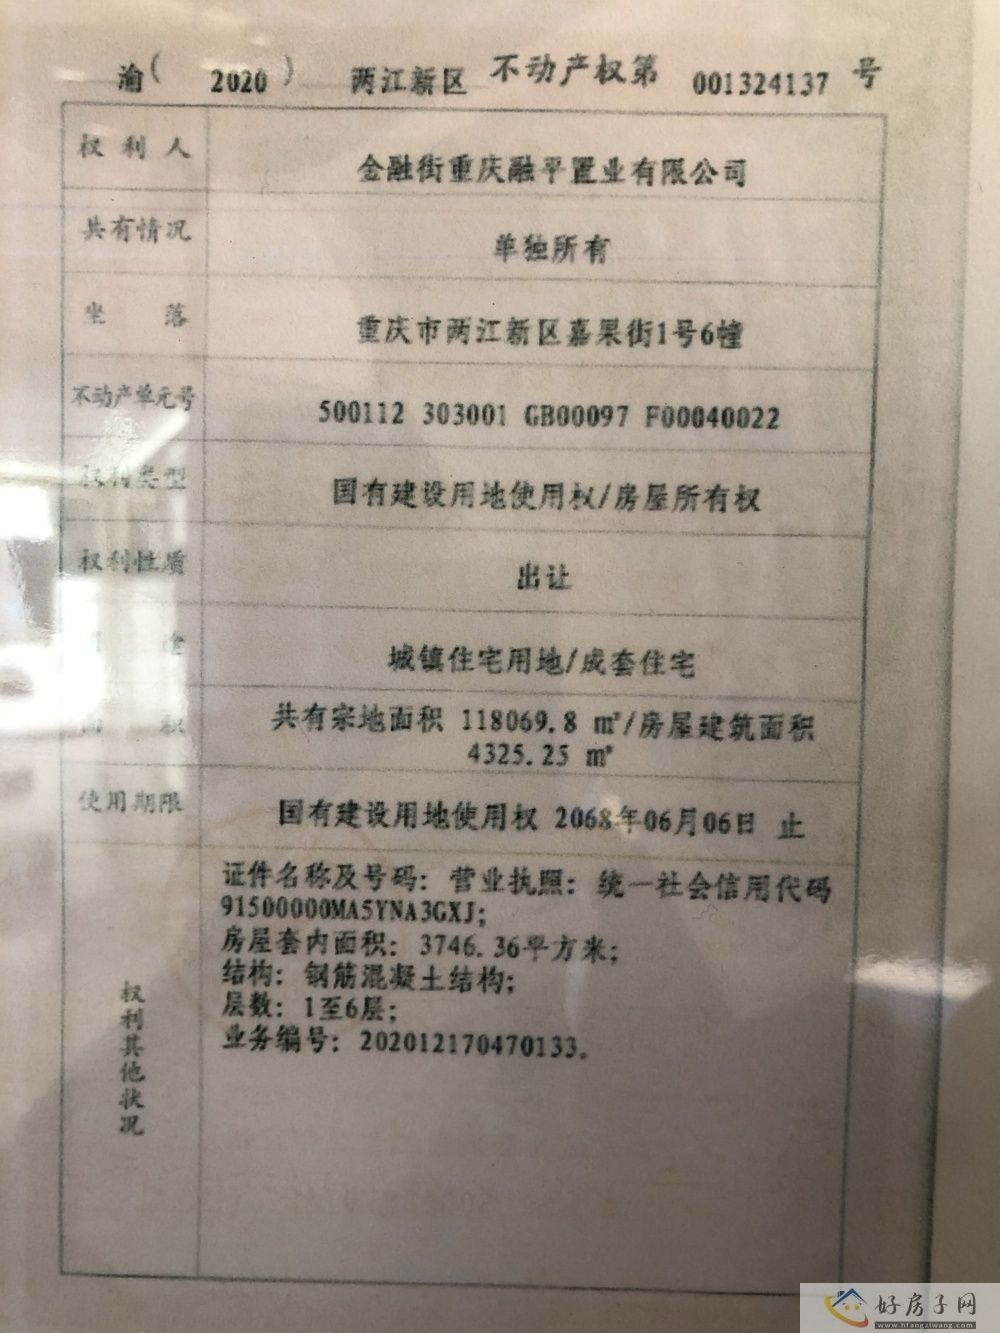 渝( 2020 ) 两江新区 不动产权第 001324137 号
权利人 金融街重庆融平置业有限公司
共有情况 单独所有
坐落 重庆市两江新区嘉果街1号6幢
不动产单元号 500112 303001 GB00097 F00040022
权利类型 国有建设用地使用权/房屋所有权
权利性质 出让
城镇住宅用地/成套住宅
面积 共有宗地面积 118069.8 ㎡/房屋建筑面积
4325.25 ㎡
使用期限 国有建设用地使用权 2068年06月06日 止
权利其他状况
证件名称及号码：营业执照：统一社会信用代码
91500000MA5YNA3GXJ;
房屋套内面积：3746.36平方米;
结构：钢筋混凝土结构;
层数：1至6层;
业务编号：202012170470133.
好房子网
www.hfangziwang.com